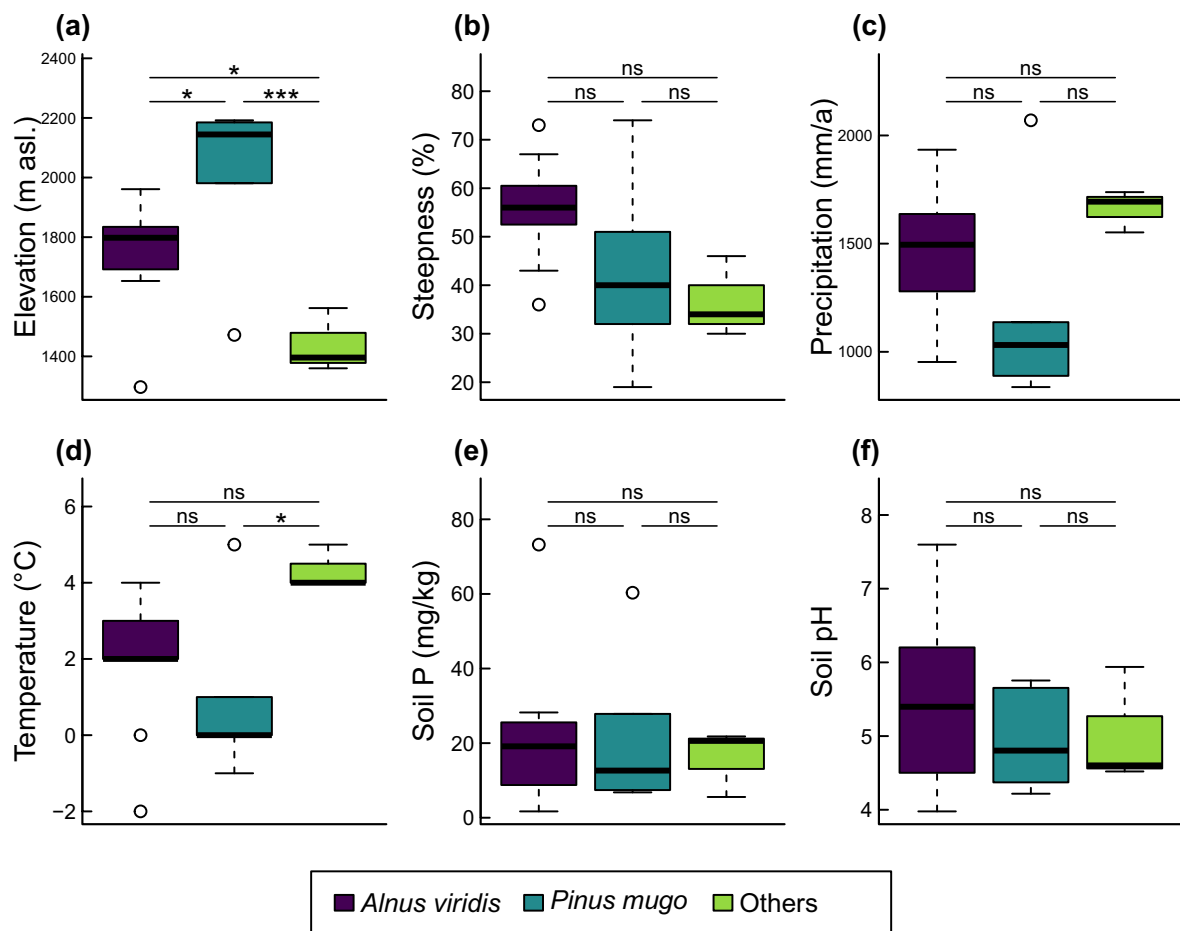 (a)
Elevation (m asl.)
2400
2200
2000
1800
1600
1400
*
* ***
(b)
Steepness (%)
80
70
60
50
40
30
20
ns
ns ns
(c)
Precipitation (mm/a)
2000
1500
1000
ns
ns ns
(d)
Temperature (°C)
6
4
2
0
−2
ns
ns *
(e)
Soil P (mg/kg)
80
60
40
20
0
ns
ns ns
(f)
Soil pH
8
7
6
5
4
ns
ns ns
Alnus viridis Pinus mugo Others